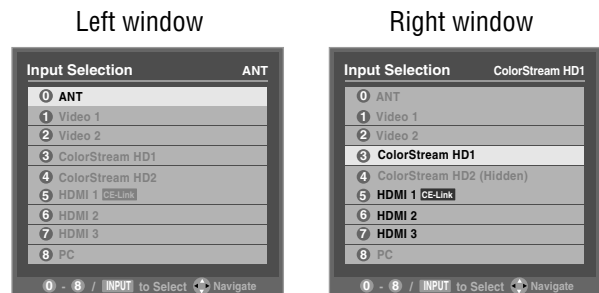 Left window
Input Selection ANT
0 ANT
1 Video 1
2 Video 2
3 ColorStream HD1
4 ColorStream HD2
5 HDMI 1 CE-Link
6 HDMI 2
7 HDMI 3
8 PC
0 - 8 / INPUT to Select Navigate
Right window
Input Selection ColorStream HD1
0 ANT
1 Video 1
2 Video 2
3 ColorStream HD1
4 ColorStream HD2 (Hidden)
5 HDMI 1 CE-Link
6 HDMI 2
7 HDMI 3
8 PC
0 - 8 / INPUT to Select Navigate